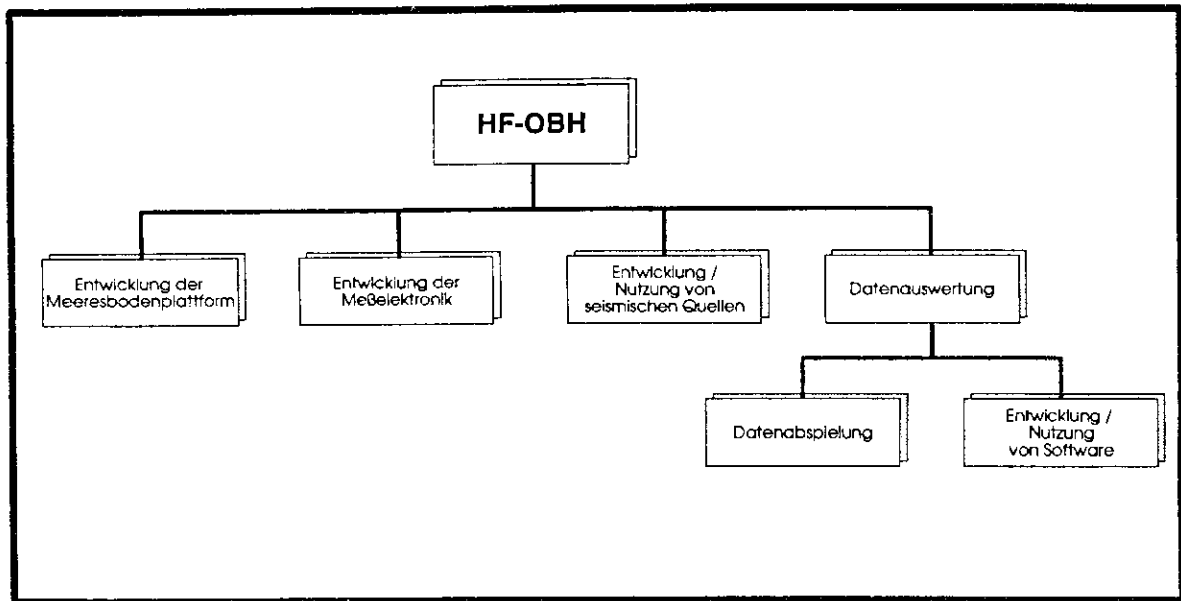 HF-OBH
Entwicklung der
Meeresbodenplattform
Entwicklung der
Meßelektronik
Entwicklung /
Nutzung von
seismischen Quellen
Datenauswertung
Datenabspielung
Entwicklung /
Nutzung
von Software